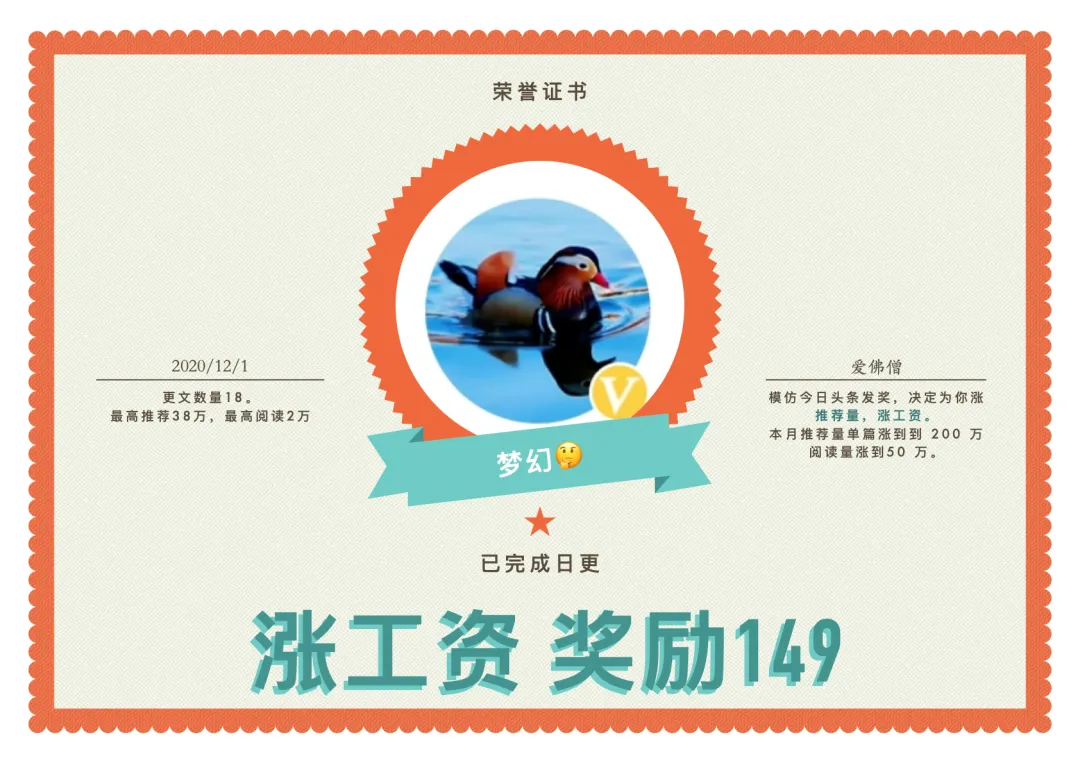 荣誉证书
V
2020/12/1
更文数量18。
最高推荐38万，最高阅读2万
爱佛僧
模仿今日头条发奖，决定为你涨
推荐量，涨工资。
本月推荐量单篇涨到到 200 万
阅读量涨到50 万。
梦幻🤔
已完成日更
涨工资 奖励149